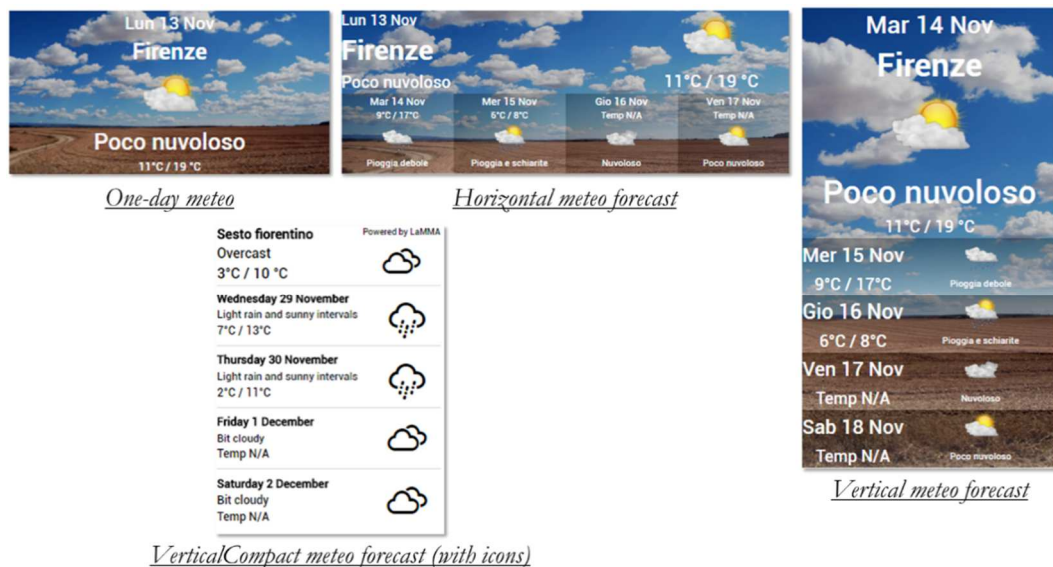 Lun 13 Nov
Firenze
Poco nuvoloso
11°C / 19 °C
One-day meteo
Lun 13 Nov
Firenze
Poco nuvoloso
11°C / 19 °C
Mar 14 Nov
9°C / 17°C
Pioggia debole
Mer 15 Nov
6°C / 8°C
Pioggia e schiarite
Gio 16 Nov
Temp N/A
Nuvoloso
Ven 17 Nov
Temp N/A
Poco nuvoloso
Horizontal meteo forecast
Sesto fiorentino
Powered by LaMMA
Overcast
3°C / 10 °C
Wednesday 29 November
Light rain and sunny intervals
7°C / 13°C
Thursday 30 November
Light rain and sunny intervals
2°C / 11°C
Friday 1 December
Bit cloudy
Temp N/A
Saturday 2 December
Bit cloudy
Temp N/A
VerticalCompact meteo forecast (with icons)
Mar 14 Nov
Firenze
Poco nuvoloso
11°C / 19 °C
Mer 15 Nov
9°C / 17°C
Pioggia debole
Gio 16 Nov
6°C / 8°C
Pioggia e schiarite
Ven 17 Nov
Temp N/A
Nuvoloso
Sab 18 Nov
Temp N/A
Poco nuvoloso
Vertical meteo forecast